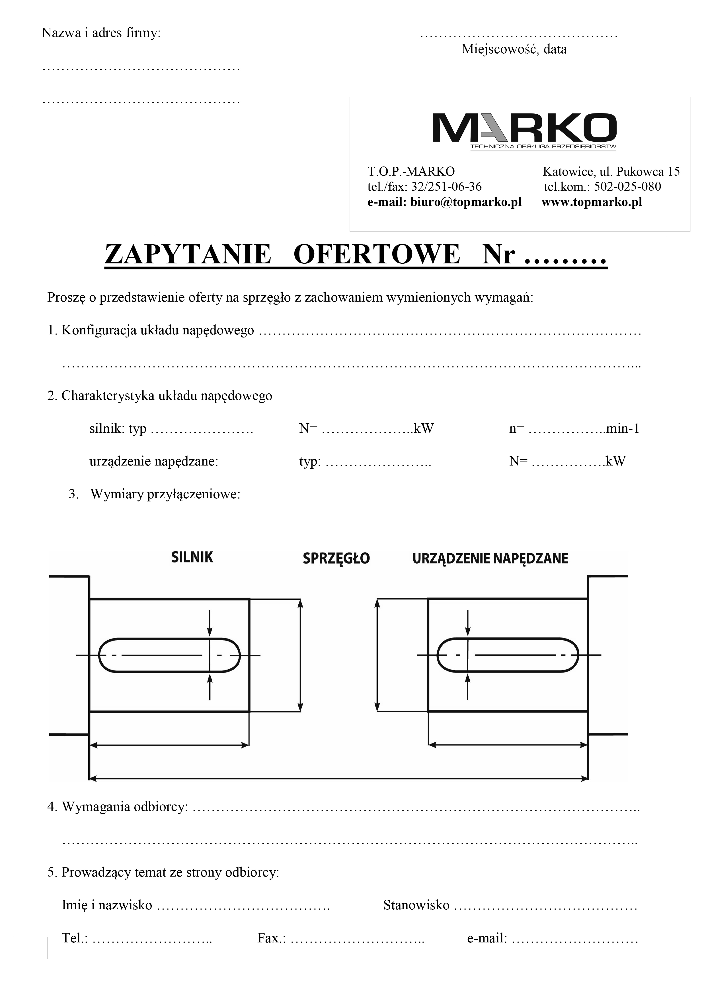 Nazwa i adres firmy:
……………………………………
Miejscowość, data
……………………………………
……………………………………
MARKO
TECHNICZNA OBSŁUGA PRZEDSIĘBIORSTW
T.O.P.-MARKO Katowice, ul. Pukowca 15
tel./fax: 32/251-06-36 tel.kom.: 502-025-080
e-mail: biuro@topmarko.pl www.topmarko.pl
ZAPYTANIE OFERTOWE Nr ………
Proszę o przedstawienie oferty na sprzęgło z zachowaniem wymienionych wymagań:
1. Konfiguracja układu napędowego ………………………………………………………………………
……………………………………………………………………………………………………………...
2. Charakterystyka układu napędowego
silnik: typ …………………. N= ………………..kW n= ……………..min-1
urządzenie napędzane: typ: ………………….. N= …………….kW
3. Wymiary przyłączeniowe:
SILNIK SPRZĘGŁO URZĄDZENIE NAPĘDZANE
4. Wymagania odbiorcy: …………………………………………………………………………………..
……………………………………………………………………………………………………………..
5. Prowadzący temat ze strony odbiorcy:
Imię i nazwisko ………………………………. Stanowisko …………………………………
Tel.: …………………….. Fax.: ……………………….. e-mail: ………………………